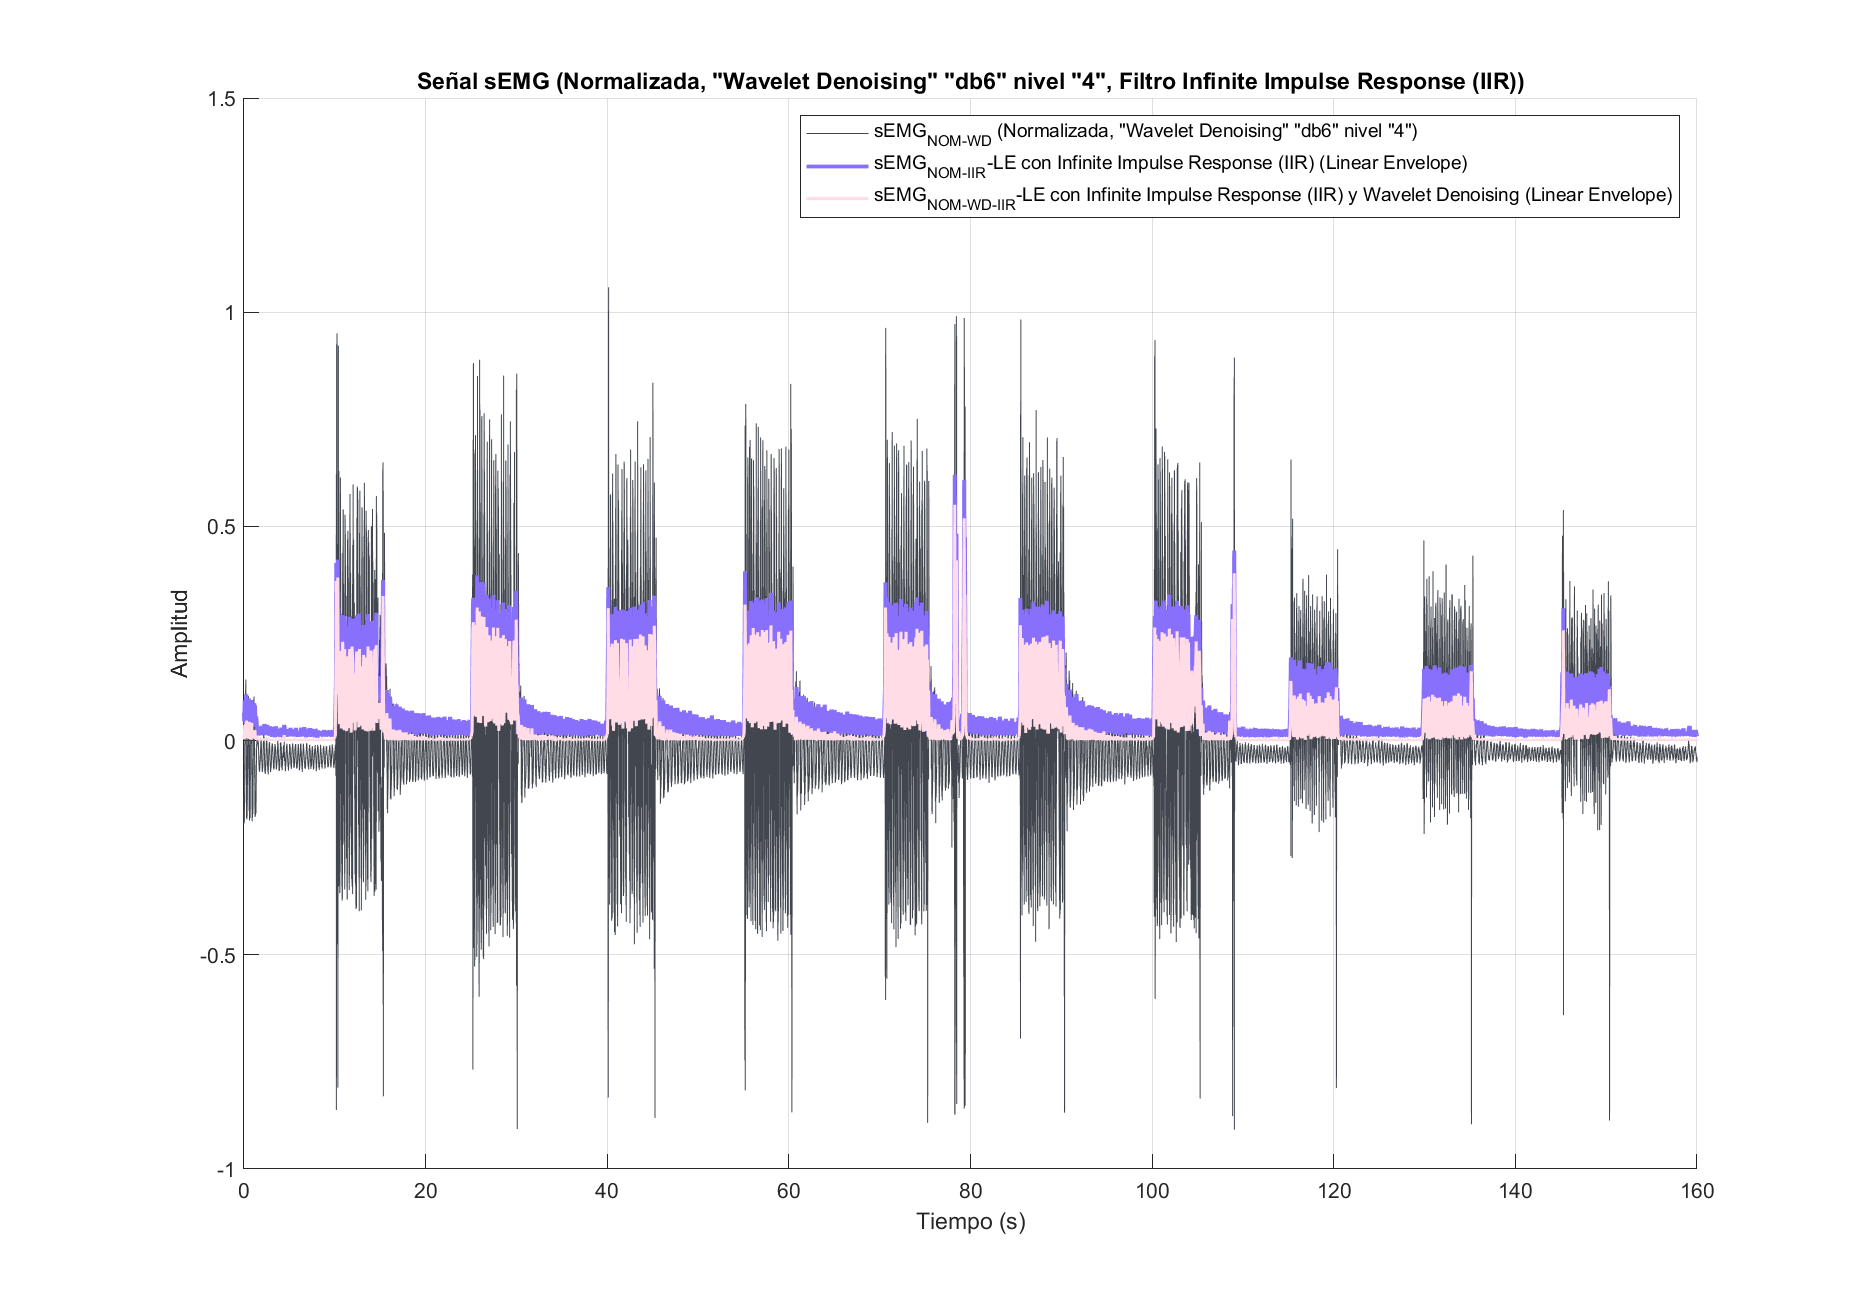 Señal sEMG (Normalizada, "Wavelet Denoising" "db6" nivel "4", Filtro Infinite Impulse Response (IIR))
sEMG_NOM-WD (Normalizada, "Wavelet Denoising" "db6" nivel "4")
sEMG_NOM-IIR-LE con Infinite Impulse Response (IIR) (Linear Envelope)
sEMG_NOM-WD-IIR-LE con Infinite Impulse Response (IIR) y Wavelet Denoising (Linear Envelope)
1.5
1
0.5
0
-0.5
-1
Amplitud
0 20 40 60 80 100 120 140 160
Tiempo (s)